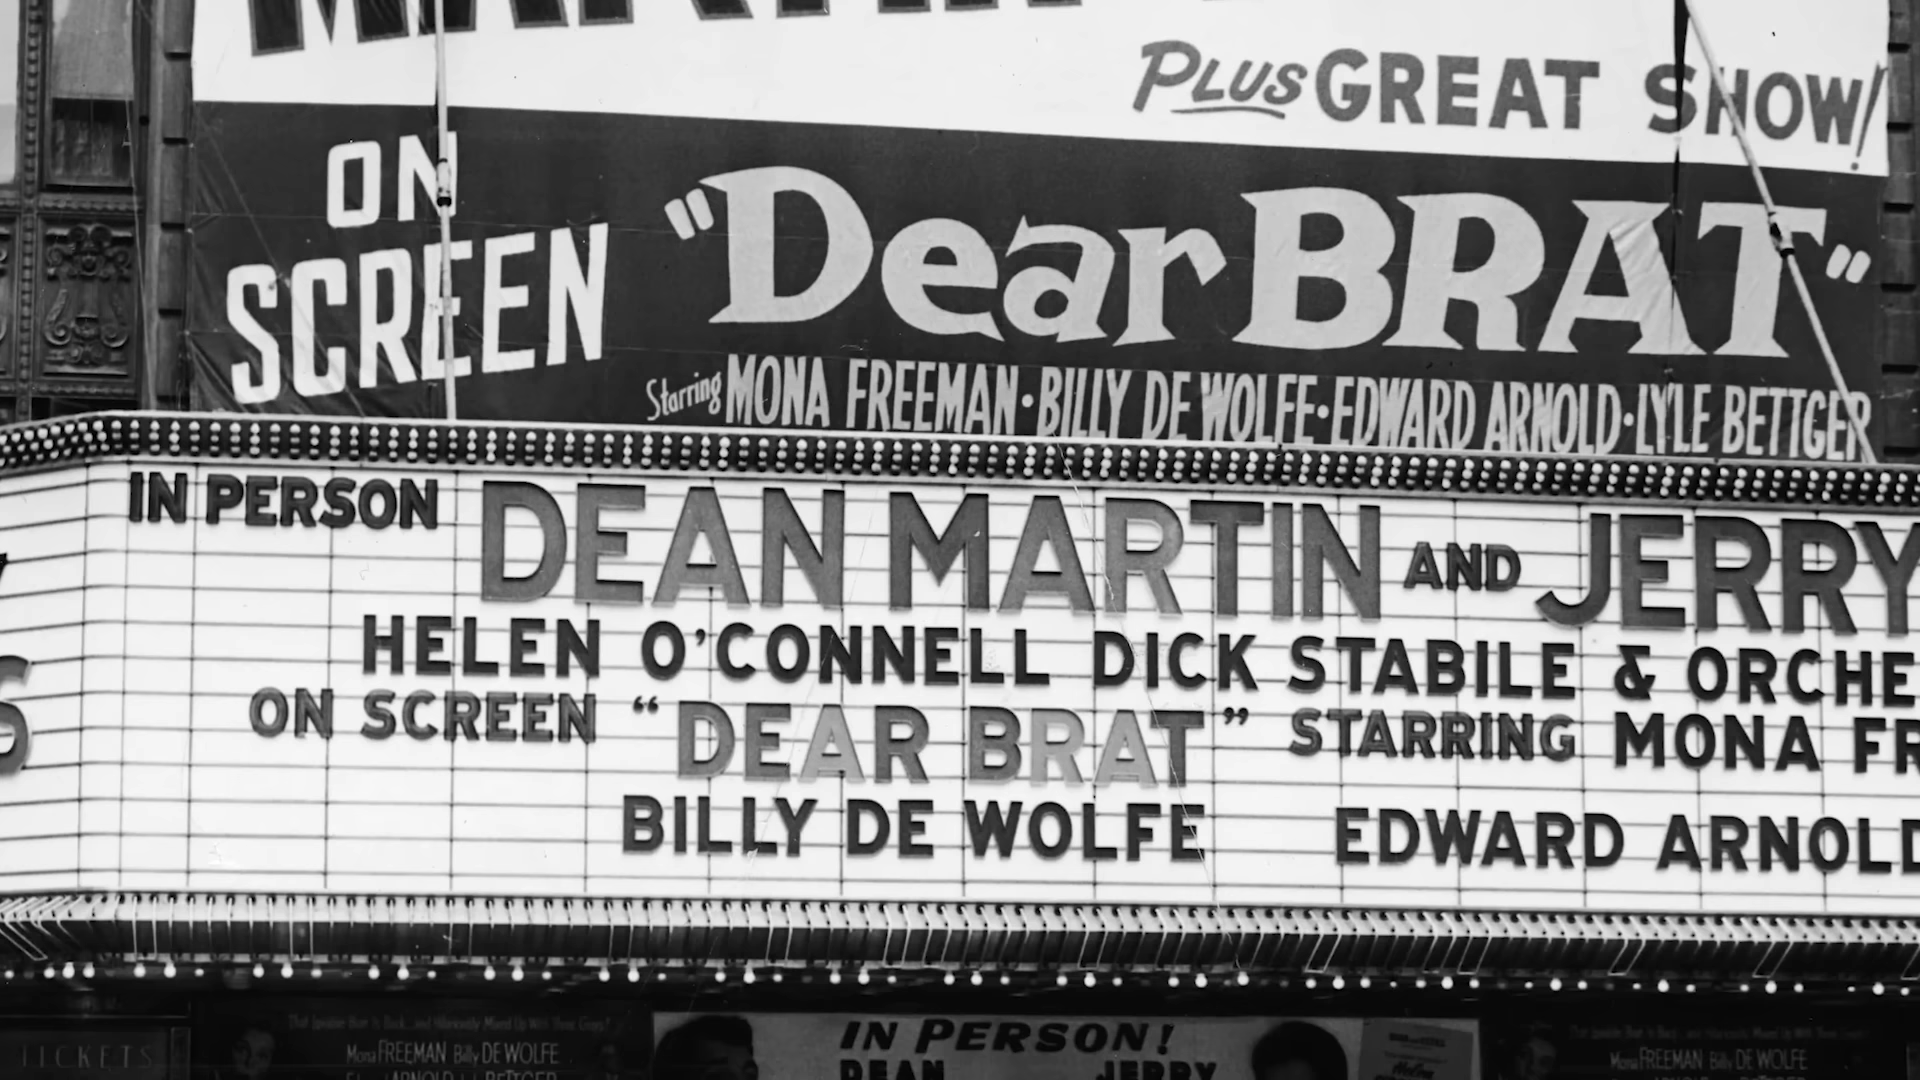 PLUS GREAT SHOW!
ON SCREEN
"Dear BRAT"
Starring MONA FREEMAN · BILLY DE WOLFE · EDWARD ARNOLD · LYLE BETTGER
IN PERSON DEAN MARTIN AND JERRY
HELEN O'CONNELL DICK STABILE & ORCHE
ON SCREEN "DEAR BRAT" STARRING MONA FR
BILLY DE WOLFE EDWARD ARNOLD
TICKETS
Mona FREEMAN Billy DE WOLFE
IN PERSON!
DEAN JERRY
Mona FREEMAN Billy DE WOLFE